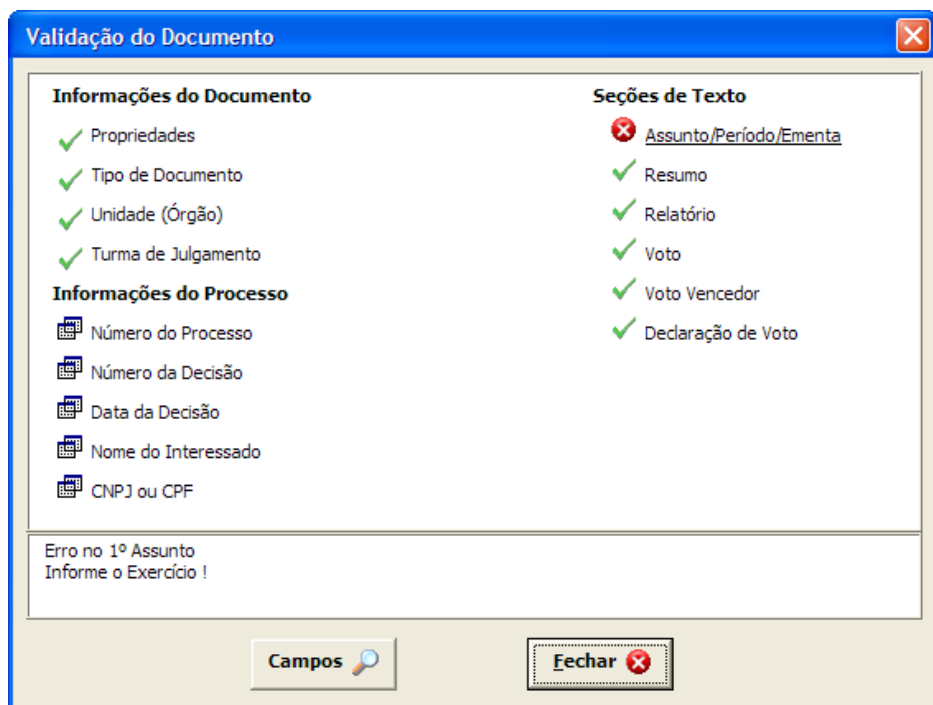 Validação do Documento
Informações do Documento
Propriedades
Tipo de Documento
Unidade (Órgão)
Turma de Julgamento
Informações do Processo
Número do Processo
Número da Decisão
Data da Decisão
Nome do Interessado
CNPJ ou CPF
Seções de Texto
Assunto/Período/Ementa
Resumo
Relatório
Voto
Voto Vencedor
Declaração de Voto
Erro no 1º Assunto
Informe o Exercício !
Campos
Fechar